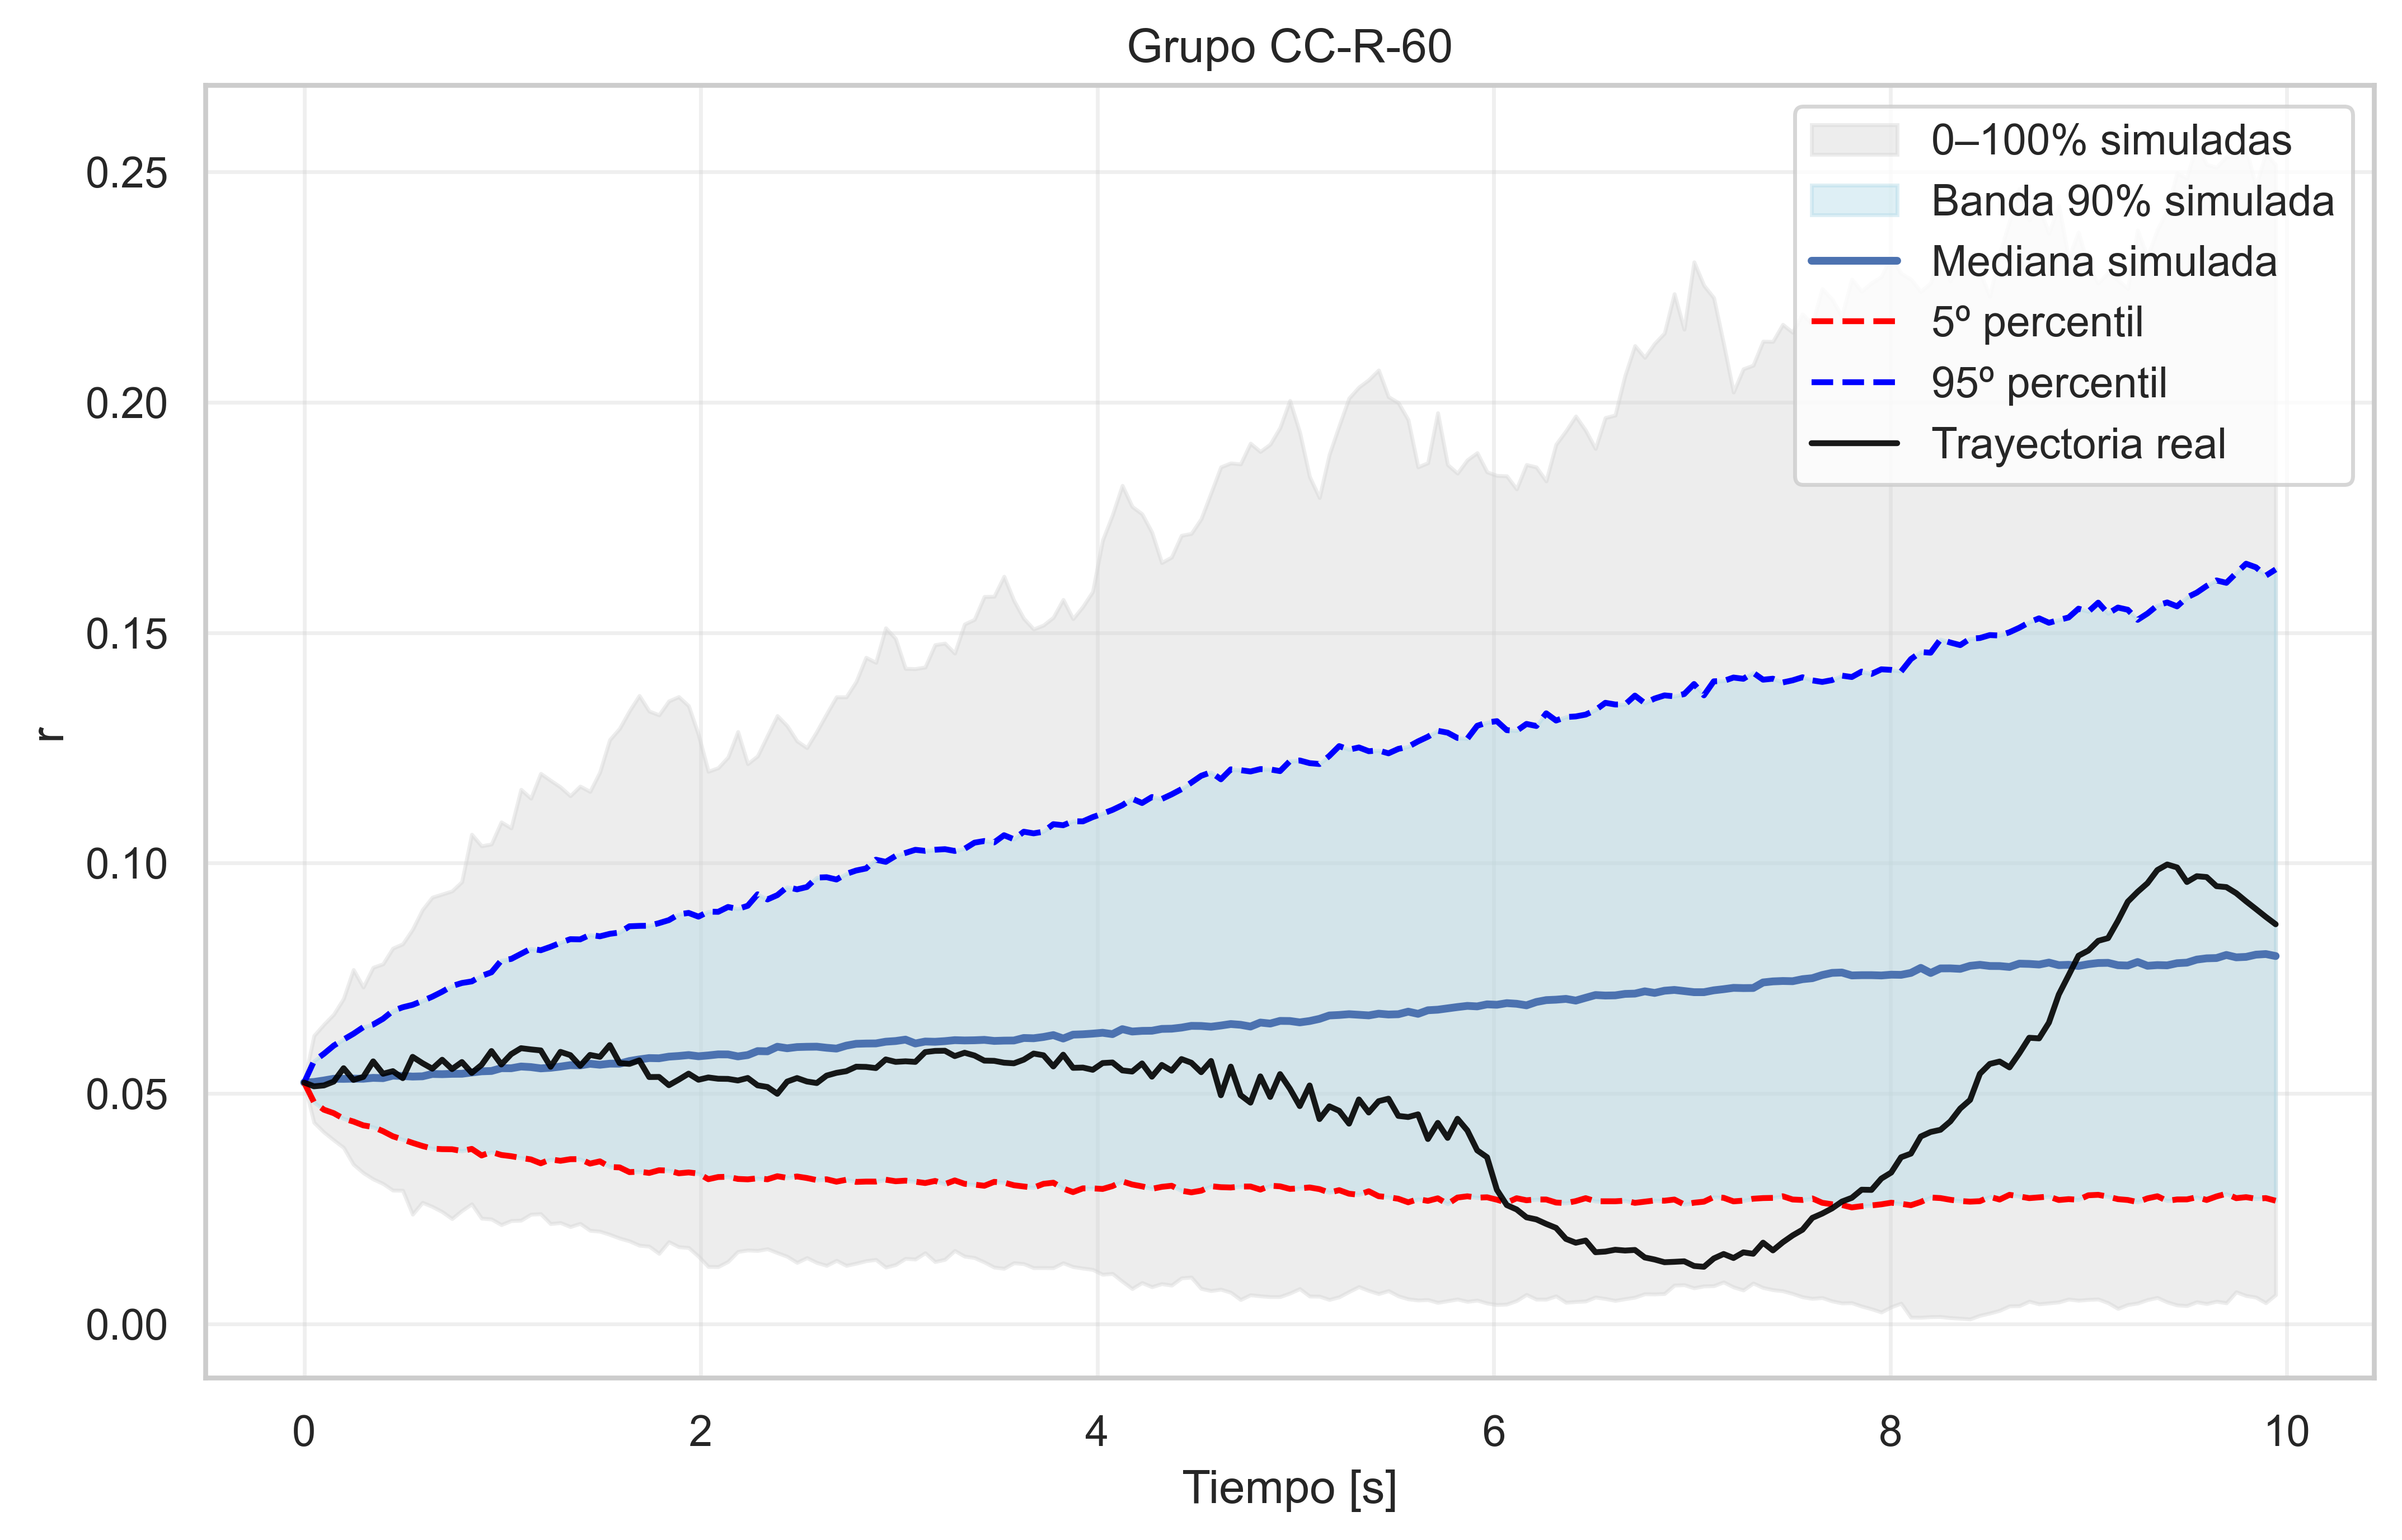 Grupo CC-R-60
0–100% simuladas
Banda 90% simulada
Mediana simulada
5º percentil
95º percentil
Trayectoria real
r
0.25
0.20
0.15
0.10
0.05
0.00
0 2 4 6 8 10
Tiempo [s]